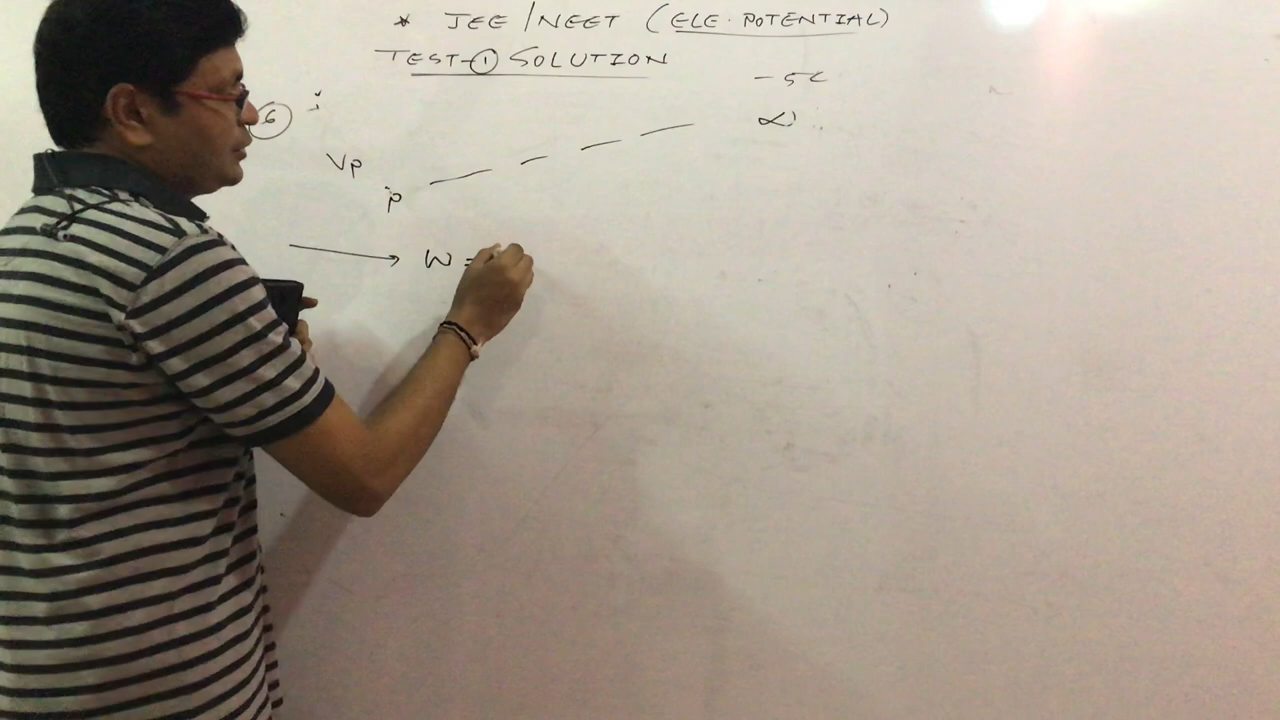 * JEE/NEET (ELE. POTENTIAL)
TEST-① SOLUTION
-5C
⑥
∞
Vp
p
W =